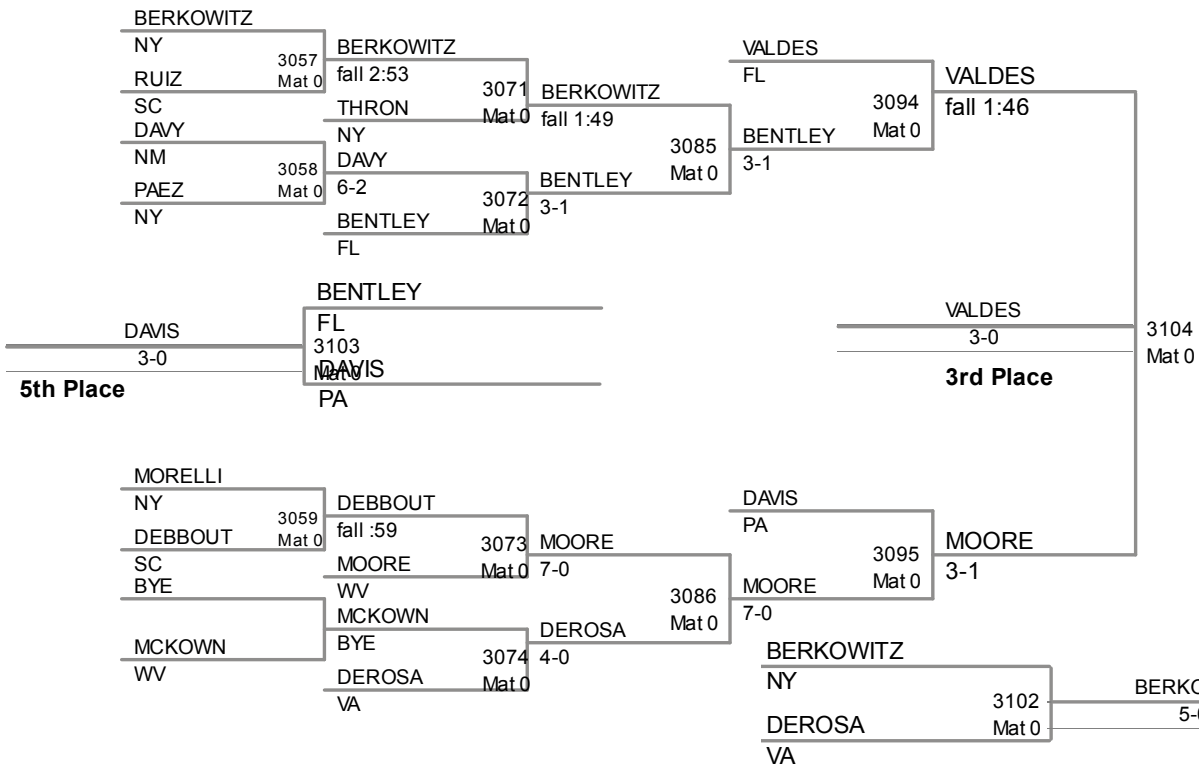 BERKOWITZ
NY
3057
Mat 0
RUIZ
SC
BERKOWITZ
fall 2:53
3071
Mat 0
THRON
NY
DAVY
NM
3058
Mat 0
PAEZ
NY
DAVY
6-2
3072
Mat 0
BENTLEY
FL
BERKOWITZ
fall 1:49
3085
Mat 0
BENTLEY
3-1
VALDES
FL
3094
Mat 0
BENTLEY
3-1
VALDES
fall 1:46
BENTLEY
FL
3103
Mat 0
DAVIS
PA
DAVIS
3-0
5th Place
VALDES
3-0
3rd Place
3104
Mat 0
MORELLI
NY
3059
Mat 0
DEBBOUT
SC
DEBBOUT
fall :59
3073
Mat 0
MOORE
WV
BYE
MCKOWN
WV
MCKOWN
BYE
3074
Mat 0
DEROSA
VA
MOORE
7-0
3086
Mat 0
DEROSA
4-0
DAVIS
PA
3095
Mat 0
MOORE
7-0
MOORE
3-1
BERKOWITZ
NY
3102
Mat 0
DEROSA
VA